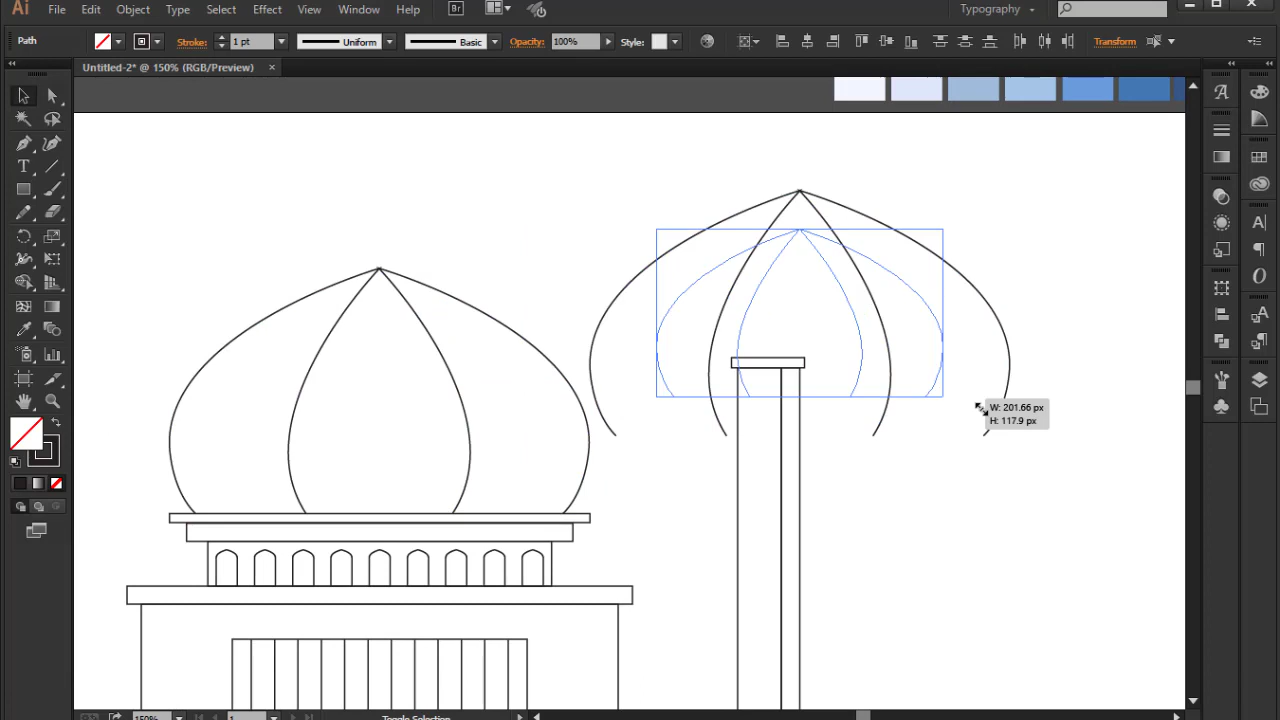 Ai File Edit Object Type Select Effect View Window Help Br Typography
Path Stroke: 1 pt Uniform Basic Opacity: 100% Style: Transform
Untitled-2* @ 150% (RGB/Preview) ×
W: 201.66 px
H: 117.9 px
150% 1 Toggle Selection